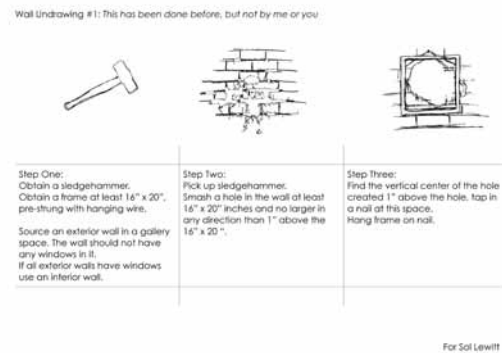 Wall Undrawing #1: This has been done before, but not by me or you
Step One:
Obtain a sledgehammer.
Obtain a frame at least 16" x 20",
pre-strung with hanging wire.
Source an exterior wall in a gallery
space. The wall should not have
any windows in it.
If all exterior walls have windows
use an interior wall.
Step Two:
Pick up sledgehammer.
Smash a hole in the wall at least
16" x 20" inches and no larger in
any direction than 1" above the
16" x 20 ".
Step Three:
Find the vertical center of the hole
created 1" above the hole, tap in
a nail at this space.
Hang frame on nail.
For Sol Lewitt